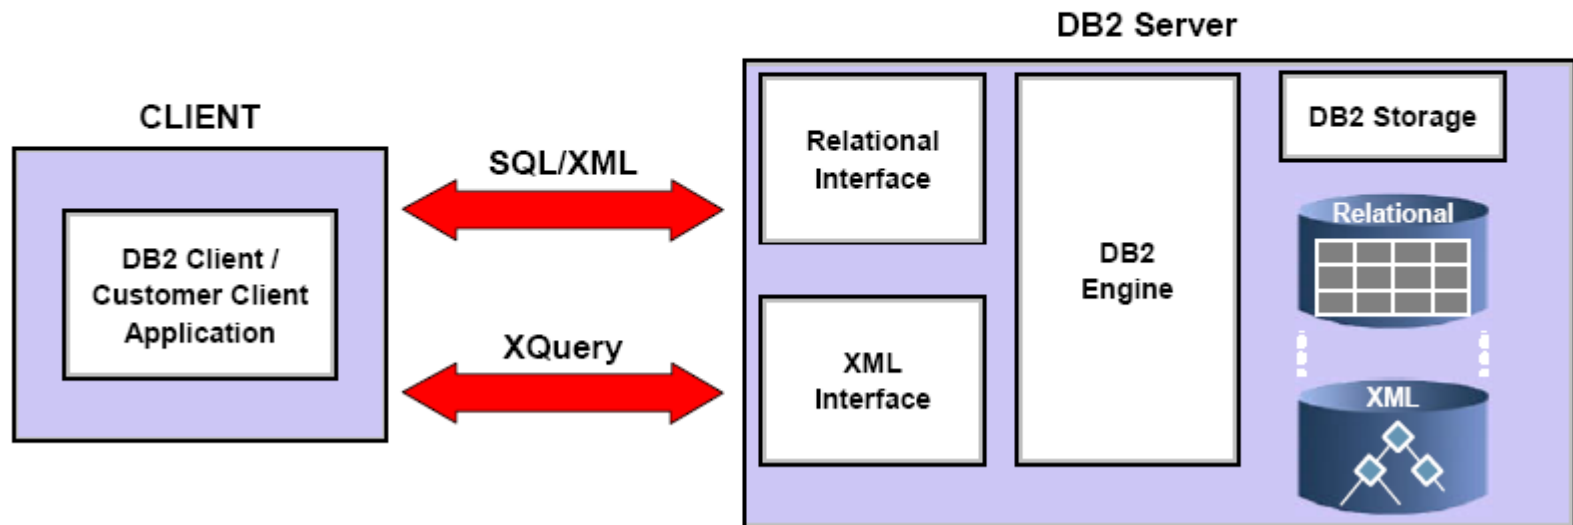 DB2 Server
CLIENT
DB2 Client /
Customer Client
Application
SQL/XML
XQuery
Relational
Interface
XML
Interface
DB2
Engine
DB2 Storage
Relational
XML